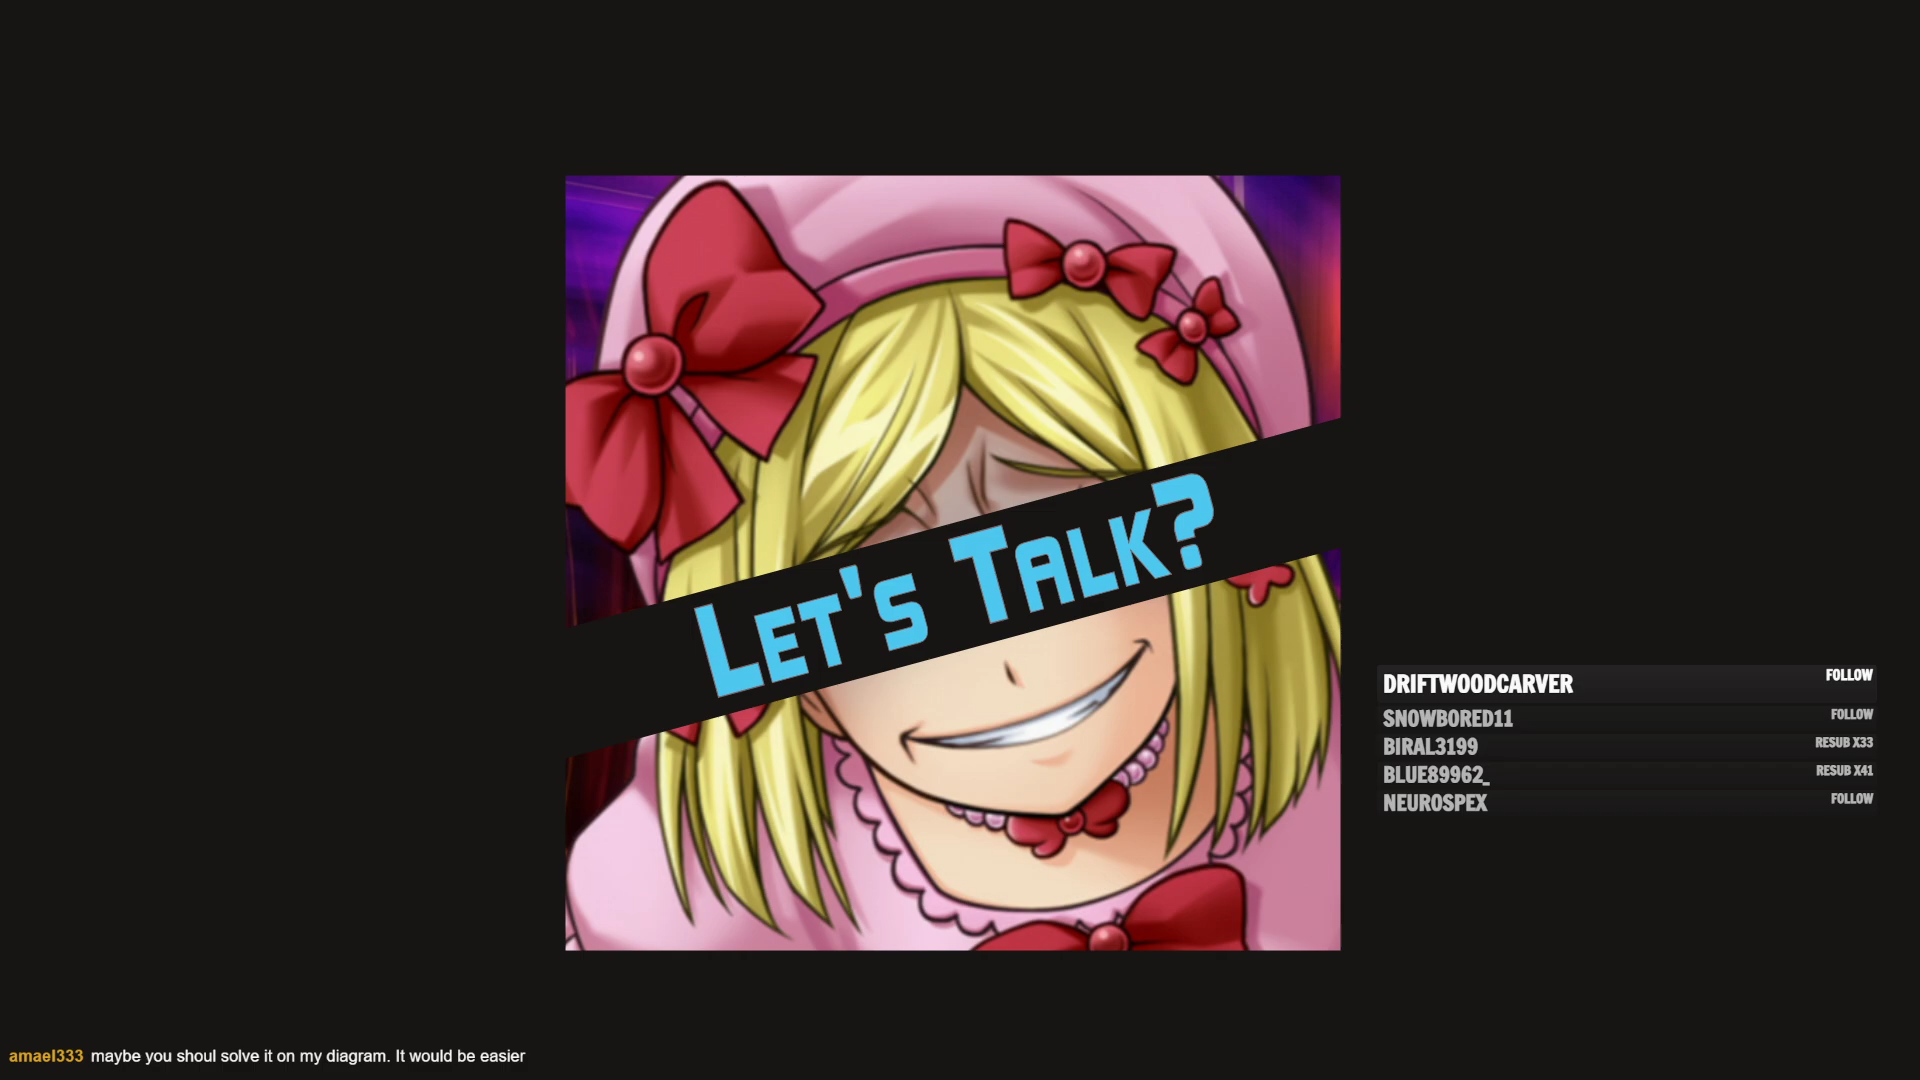 Let's Talk?
DRIFTWOODCARVER FOLLOW
SNOWBORED11 FOLLOW
BIRAL3199 RESUB X33
BLUE89962_ RESUB X41
NEUROSPEX FOLLOW
amael333 maybe you shoul solve it on my diagram. It would be easier